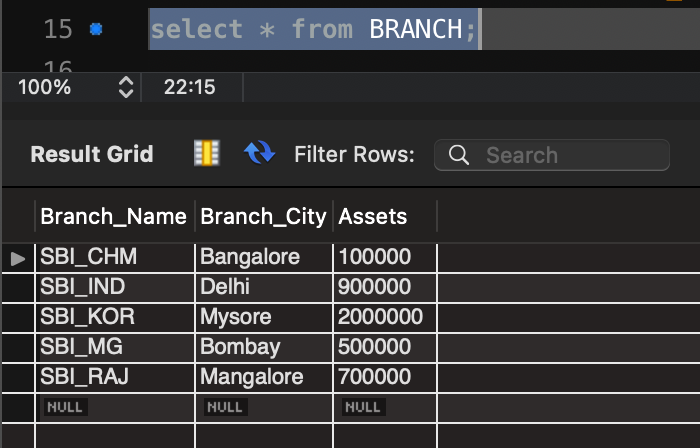 15 select * from BRANCH;
16
100% 22:15
Result Grid Filter Rows: Search
Branch_Name Branch_City Assets
SBI_CHM Bangalore 100000
SBI_IND Delhi 900000
SBI_KOR Mysore 2000000
SBI_MG Bombay 500000
SBI_RAJ Mangalore 700000
NULL NULL NULL